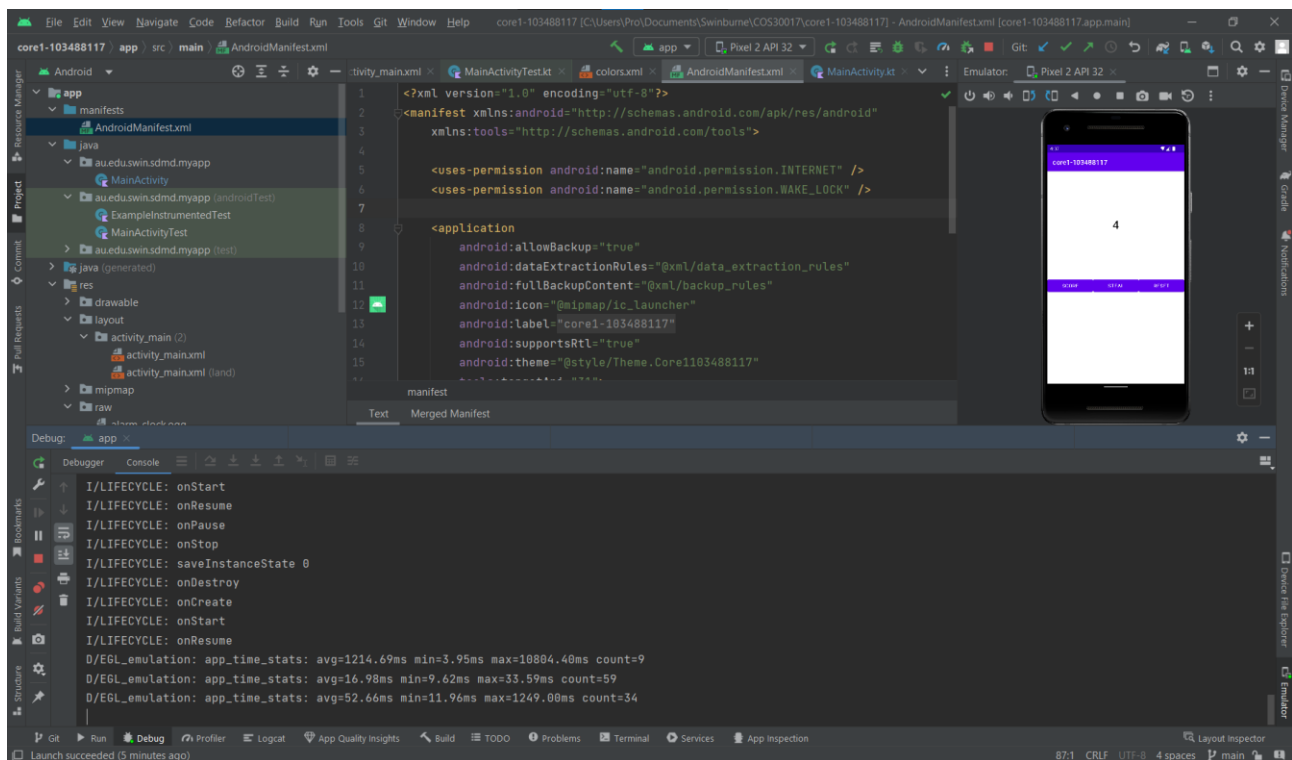 File Edit View Navigate Code Refactor Build Run Tools Git Window Help core1-103488117 [C:\Users\Pro\Documents\Swinburne\COS30017\core1-103488117] - AndroidManifest.xml [core1-103488117.app.main]
core1-103488117 app src main AndroidManifest.xml app Pixel 2 API 32 Git:
Android :tivity_main.xml MainActivityTest.kt colors.xml AndroidManifest.xml MainActivity.kt Emulator: Pixel 2 API 32
Resource Manager
Project
Commit
Pull Requests
Bookmarks
Build Variants
Structure
app
manifests
AndroidManifest.xml
java
au.edu.swin.sdmd.myapp
MainActivity
au.edu.swin.sdmd.myapp (androidTest)
ExampleInstrumentedTest
MainActivityTest
au.edu.swin.sdmd.myapp (test)
java (generated)
res
drawable
layout
activity_main (2)
activity_main.xml
activity_main.xml (land)
mipmap
raw
alarm_clock.ogg
1 <?xml version="1.0" encoding="utf-8"?>
2 <manifest xmlns:android="http://schemas.android.com/apk/res/android"
3 xmlns:tools="http://schemas.android.com/tools">
4
5 <uses-permission android:name="android.permission.INTERNET" />
6 <uses-permission android:name="android.permission.WAKE_LOCK" />
7
8 <application
9 android:allowBackup="true"
10 android:dataExtractionRules="@xml/data_extraction_rules"
11 android:fullBackupContent="@xml/backup_rules"
12 android:icon="@mipmap/ic_launcher"
13 android:label="core1-103488117"
14 android:supportsRtl="true"
15 android:theme="@style/Theme.Core1103488117"
manifest
Text Merged Manifest
core1-103488117
4
SCORE STEAL RESET
1:1
Device Manager
Gradle
Notifications
Device File Explorer
Emulator
Debug: app
Debugger Console
I/LIFECYCLE: onStart
I/LIFECYCLE: onResume
I/LIFECYCLE: onPause
I/LIFECYCLE: onStop
I/LIFECYCLE: saveInstanceState 0
I/LIFECYCLE: onDestroy
I/LIFECYCLE: onCreate
I/LIFECYCLE: onStart
I/LIFECYCLE: onResume
D/EGL_emulation: app_time_stats: avg=1214.69ms min=3.95ms max=10804.40ms count=9
D/EGL_emulation: app_time_stats: avg=16.98ms min=9.62ms max=33.59ms count=59
D/EGL_emulation: app_time_stats: avg=52.66ms min=11.96ms max=1249.00ms count=34
Git Run Debug Profiler Logcat App Quality Insights Build TODO Problems Terminal Services App Inspection Layout Inspector
Launch succeeded (5 minutes ago) 87:1 CRLF UTF-8 4 spaces main